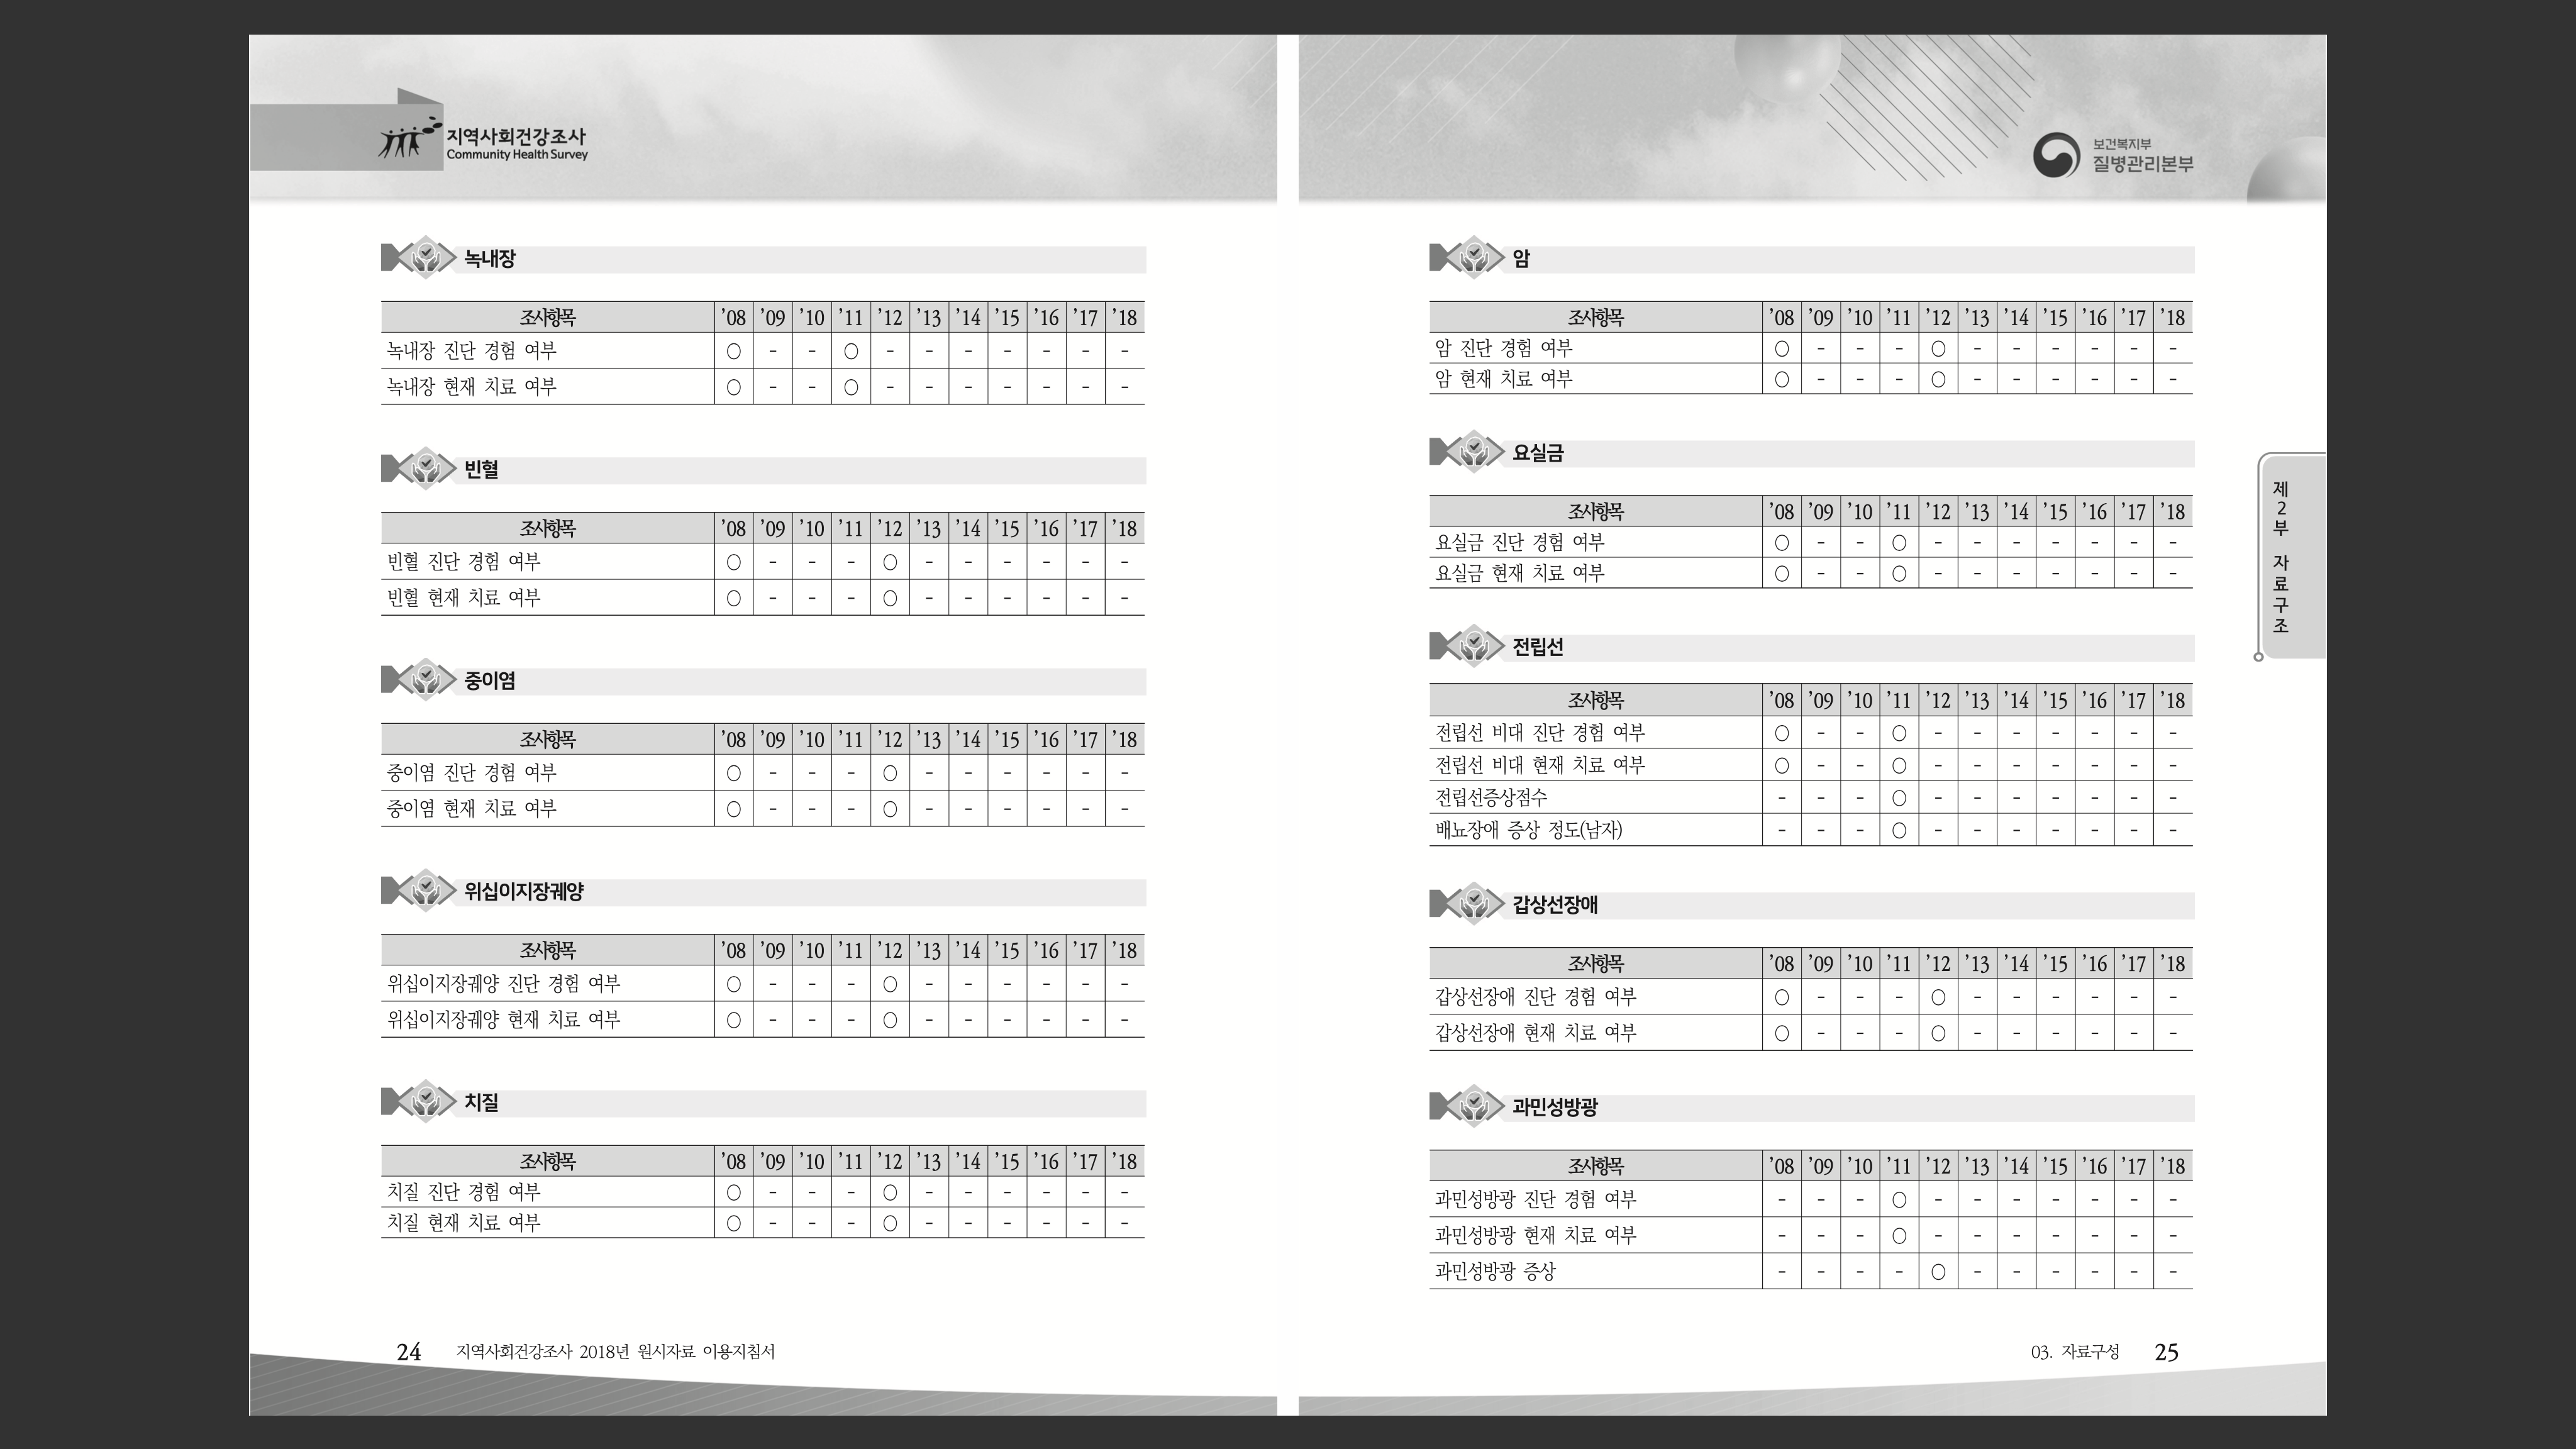 지역사회건강조사
Community Health Survey
녹내장
조사항목 ’08 ’09 ’10 ’11 ’12 ’13 ’14 ’15 ’16 ’17 ’18
녹내장 진단 경험 여부 ○ - - ○ - - - - - - -
녹내장 현재 치료 여부 ○ - - ○ - - - - - - -
빈혈
조사항목 ’08 ’09 ’10 ’11 ’12 ’13 ’14 ’15 ’16 ’17 ’18
빈혈 진단 경험 여부 ○ - - - ○ - - - - - -
빈혈 현재 치료 여부 ○ - - - ○ - - - - - -
중이염
조사항목 ’08 ’09 ’10 ’11 ’12 ’13 ’14 ’15 ’16 ’17 ’18
중이염 진단 경험 여부 ○ - - - ○ - - - - - -
중이염 현재 치료 여부 ○ - - - ○ - - - - - -
위십이지장궤양
조사항목 ’08 ’09 ’10 ’11 ’12 ’13 ’14 ’15 ’16 ’17 ’18
위십이지장궤양 진단 경험 여부 ○ - - - ○ - - - - - -
위십이지장궤양 현재 치료 여부 ○ - - - ○ - - - - - -
치질
조사항목 ’08 ’09 ’10 ’11 ’12 ’13 ’14 ’15 ’16 ’17 ’18
치질 진단 경험 여부 ○ - - - ○ - - - - - -
치질 현재 치료 여부 ○ - - - ○ - - - - - -
24 지역사회건강조사 2018년 원시자료 이용지침서
보건복지부
질병관리본부
암
조사항목 ’08 ’09 ’10 ’11 ’12 ’13 ’14 ’15 ’16 ’17 ’18
암 진단 경험 여부 ○ - - - ○ - - - - - -
암 현재 치료 여부 ○ - - - ○ - - - - - -
요실금
조사항목 ’08 ’09 ’10 ’11 ’12 ’13 ’14 ’15 ’16 ’17 ’18
요실금 진단 경험 여부 ○ - - ○ - - - - - - -
요실금 현재 치료 여부 ○ - - ○ - - - - - - -
전립선
조사항목 ’08 ’09 ’10 ’11 ’12 ’13 ’14 ’15 ’16 ’17 ’18
전립선 비대 진단 경험 여부 ○ - - ○ - - - - - - -
전립선 비대 현재 치료 여부 ○ - - ○ - - - - - - -
전립선증상점수 - - - ○ - - - - - - -
배뇨장애 증상 정도(남자) - - - ○ - - - - - - -
갑상선장애
조사항목 ’08 ’09 ’10 ’11 ’12 ’13 ’14 ’15 ’16 ’17 ’18
갑상선장애 진단 경험 여부 ○ - - - ○ - - - - - -
갑상선장애 현재 치료 여부 ○ - - - ○ - - - - - -
과민성방광
조사항목 ’08 ’09 ’10 ’11 ’12 ’13 ’14 ’15 ’16 ’17 ’18
과민성방광 진단 경험 여부 - - - ○ - - - - - - -
과민성방광 현재 치료 여부 - - - ○ - - - - - - -
과민성방광 증상 - - - - ○ - - - - - -
제2부 자료구조
03. 자료구성 25